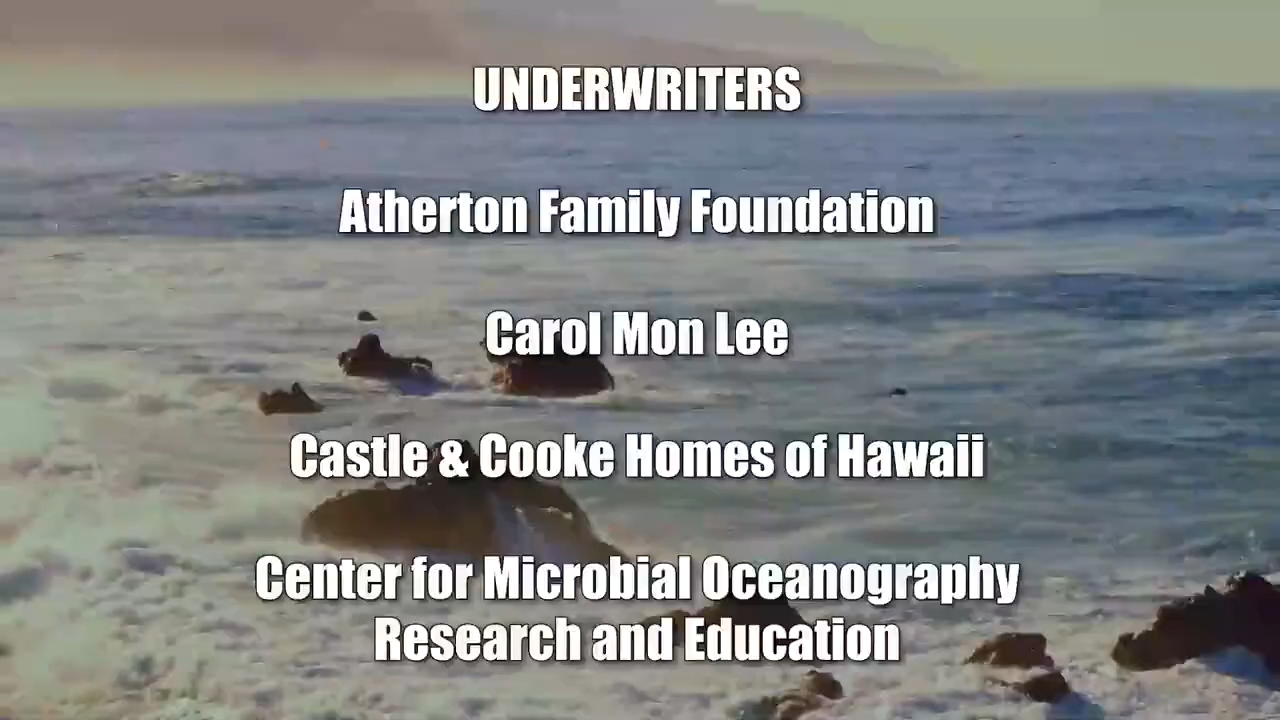 UNDERWRITERS
Atherton Family Foundation
Carol Mon Lee
Castle & Cooke Homes of Hawaii
Center for Microbial Oceanography
Research and Education